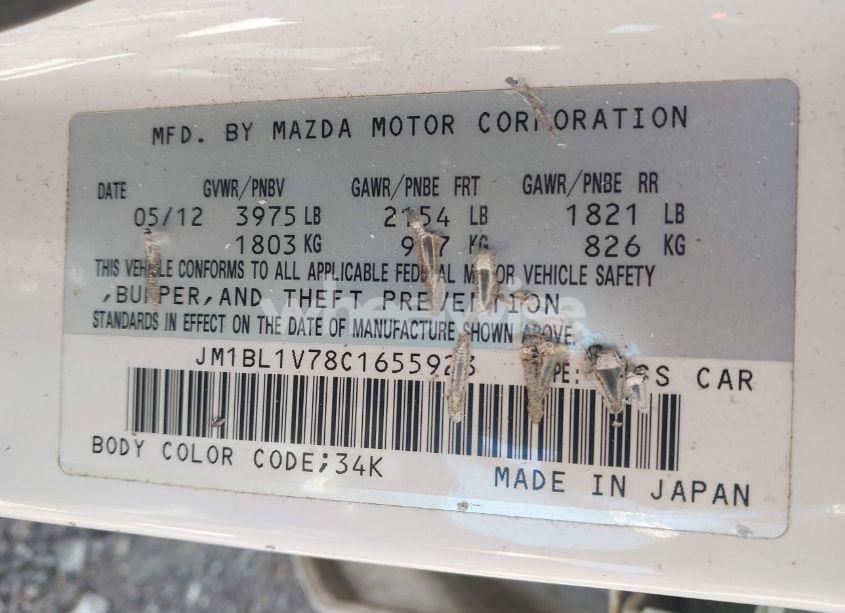 MFD. BY MAZDA MOTOR CORPORATION
DATE GVWR/PNBV GAWR/PNBE FRT GAWR/PNBE RR
05/12 3975 LB 2154 LB 1821 LB
1803 KG KG 826 KG
THIS VEHICLE CONFORMS TO ALL APPLICABLE FEDERAL MOTOR VEHICLE SAFETY
,BUMPER,AND THEFT PREVENTION
STANDARDS IN EFFECT ON THE DATE OF MANUFACTURE SHOWN ABOVE.
JM1BL1V78C1655923 CAR
BODY COLOR CODE;34K
MADE IN JAPAN